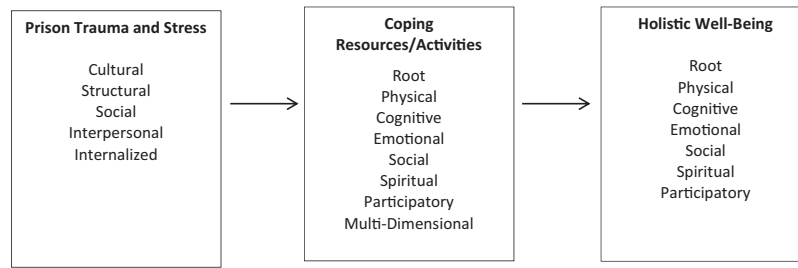 Prison Trauma and Stress
Cultural
Structural
Social
Interpersonal
Internalized
Coping
Resources/Activities
Root
Physical
Cognitive
Emotional
Social
Spiritual
Participatory
Multi-Dimensional
Holistic Well-Being
Root
Physical
Cognitive
Emotional
Social
Spiritual
Participatory